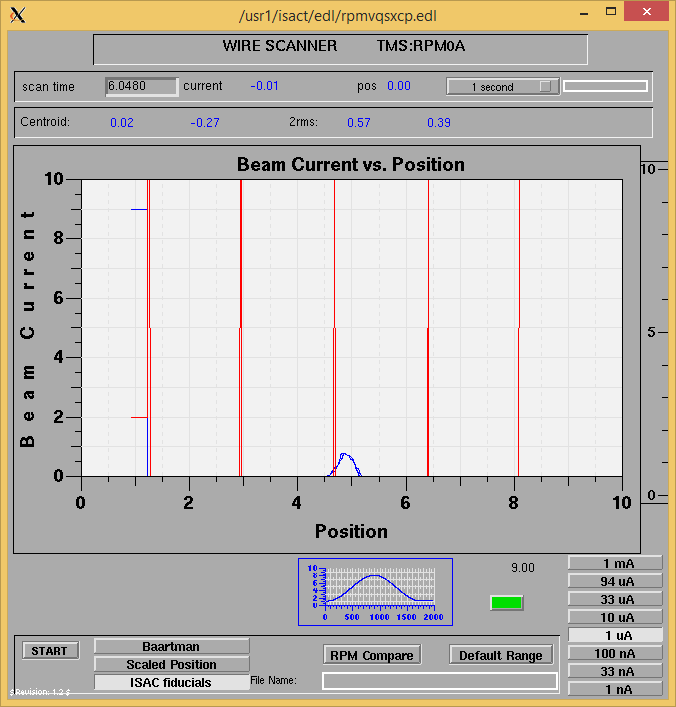 /usr1/isact/edl/rpmvqsxcp.edl
WIRE SCANNER TMS:RPM0A
scan time 6.0480 current -0.01 pos 0.00 1 second
Centroid: 0.02 -0.27 2rms: 0.57 0.39
Beam Current vs. Position
10
8
6
4
2
0
Beam Current
0 2 4 6 8 10
Position
10
5
0
10
8
6
4
2
0
0 500 1000 1500 2000
9.00
1 mA
94 uA
33 uA
10 uA
1 uA
100 nA
33 nA
1 nA
START
Baartman
Scaled Position
ISAC fiducials
RPM Compare
Default Range
File Name:
$Revision: 1.2 $